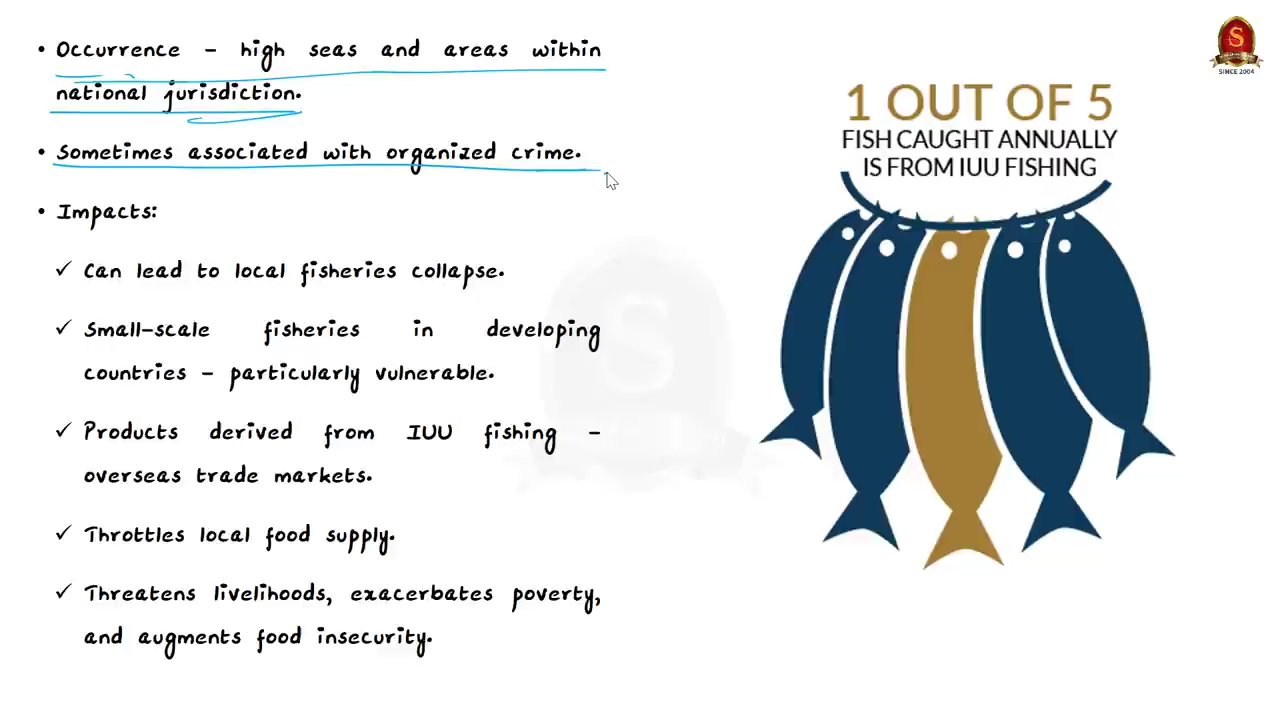 • Occurrence – high seas and areas within
national jurisdiction.
• Sometimes associated with organized crime.
• Impacts:
✓ Can lead to local fisheries collapse.
✓ Small-scale fisheries in developing
countries – particularly vulnerable.
✓ Products derived from IUU fishing –
overseas trade markets.
✓ Throttles local food supply.
✓ Threatens livelihoods, exacerbates poverty,
and augments food insecurity.
S
SINCE 2004
1 OUT OF 5
FISH CAUGHT ANNUALLY
IS FROM IUU FISHING
S